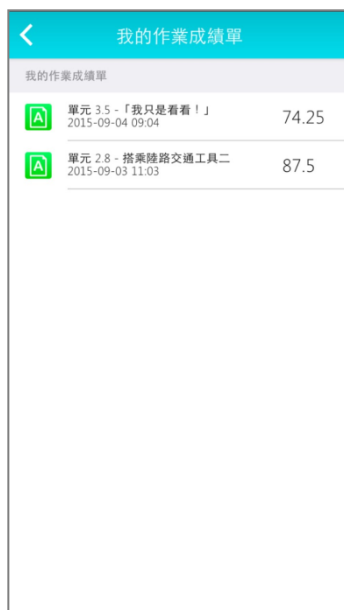 我的作業成績單
我的作業成績單
A
單元 3.5 -「我只是看看！」
2015-09-04 09:04
74.25
A
單元 2.8 - 搭乘陸路交通工具二
2015-09-03 11:03
87.5